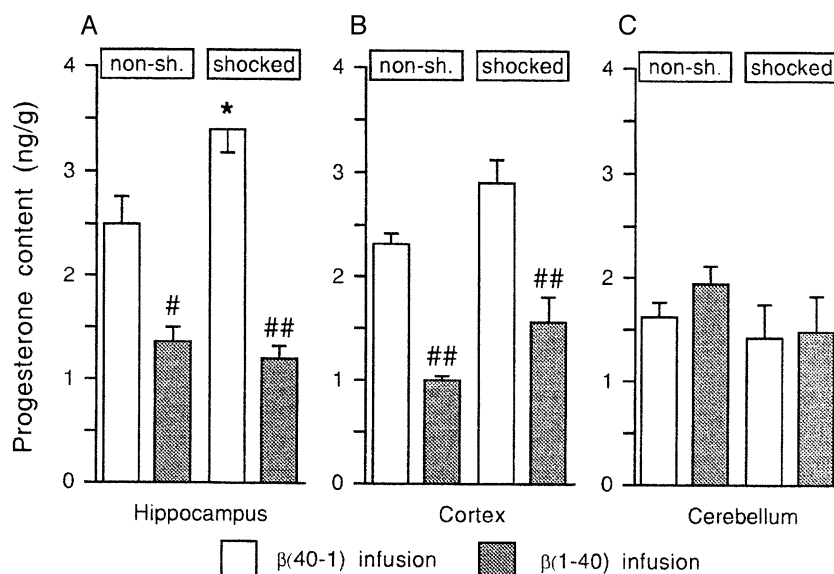 A
B
C
non-sh.
shocked
non-sh.
shocked
non-sh.
shocked
Progesterone content (ng/g)
4
3
2
1
0
*
#
##
4
3
2
1
0
##
##
4
3
2
1
0
Hippocampus
Cortex
Cerebellum
β(40-1) infusion
β(1-40) infusion